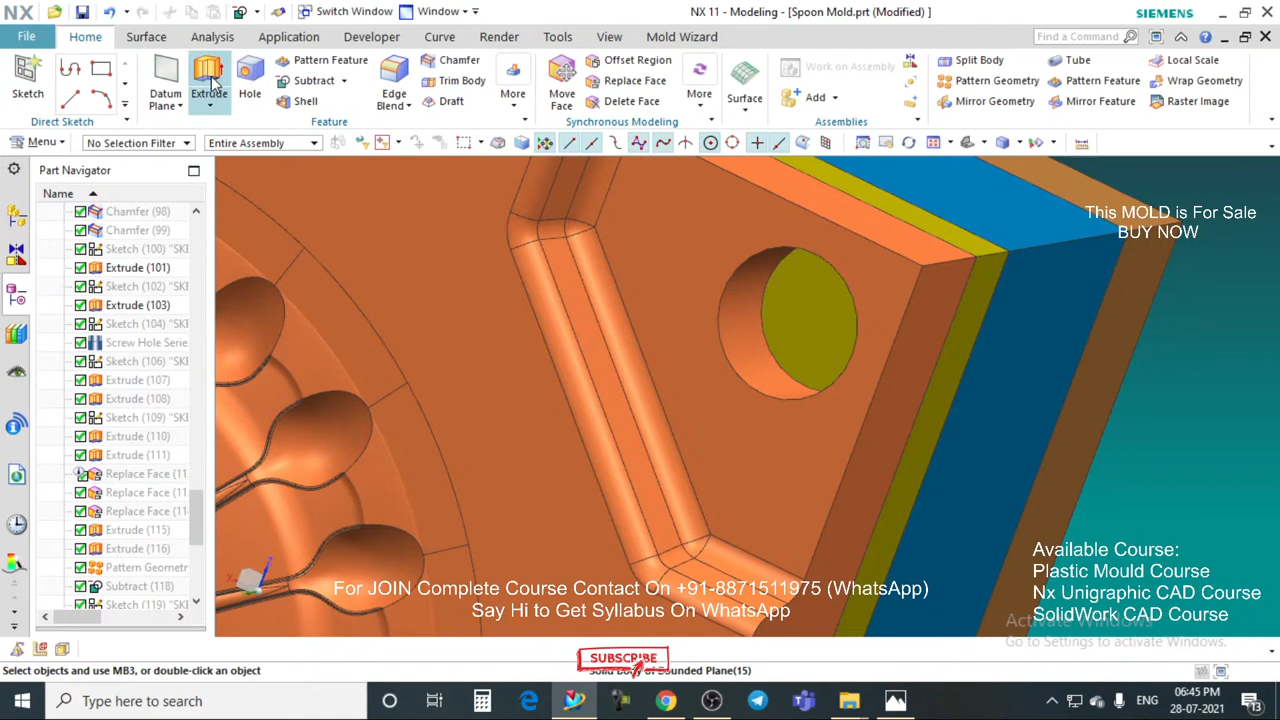 NX
Switch Window
Window
NX 11 - Modeling - [Spoon Mold.prt (Modified) ]
SIEMENS
File
Home
Surface
Analysis
Application
Developer
Curve
Render
Tools
View
Mold Wizard
Find a Command
Sketch
Datum Plane
Extrude
Hole
Pattern Feature
Subtract
Shell
Edge Blend
Chamfer
Trim Body
Draft
More
Move Face
Offset Region
Replace Face
Delete Face
More
Surface
Work on Assembly
Add
Split Body
Pattern Geometry
Mirror Geometry
Tube
Pattern Feature
Mirror Feature
Local Scale
Wrap Geometry
Raster Image
Direct Sketch
Feature
Synchronous Modeling
Assemblies
Menu
No Selection Filter
Entire Assembly
Part Navigator
Name
Chamfer (98)
Chamfer (99)
Sketch (100) "SKE
Extrude (101)
Sketch (102) "SKE
Extrude (103)
Sketch (104) "SKE
Screw Hole Serie
Sketch (106) "SKE
Extrude (107)
Extrude (108)
Sketch (109) "SKE
Extrude (110)
Extrude (111)
Replace Face (11
Replace Face (11
Replace Face (11
Extrude (115)
Extrude (116)
Pattern Geometr
Subtract (118)
Sketch (119) "SKE
This MOLD is For Sale
BUY NOW
Available Course:
Plastic Mould Course
Nx Unigraphic CAD Course
SolidWork CAD Course
Activate Windows
Go to Settings to activate Windows.
For JOIN Complete Course Contact On +91-8871511975 (WhatsApp)
Say Hi to Get Syllabus On WhatsApp
SUBSCRIBE
Select objects and use MB3, or double-click an object
Bounded Plane(15)
Type here to search
ENG
06:45 PM
28-07-2021
13